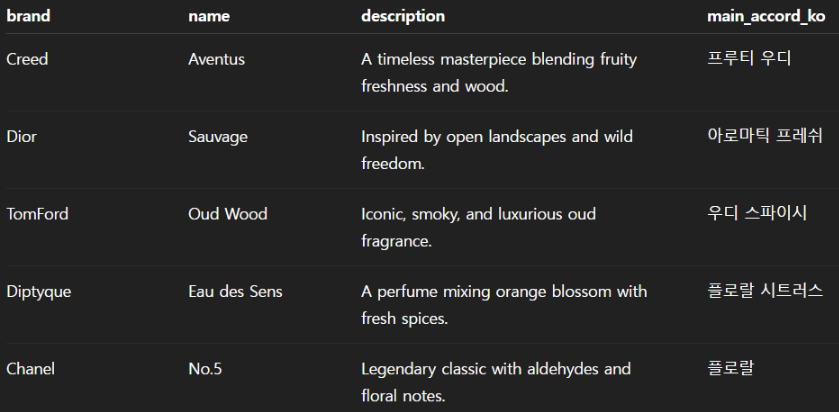 brand name description main_accord_ko
Creed Aventus A timeless masterpiece blending fruity 프루티 우디
freshness and wood.
Dior Sauvage Inspired by open landscapes and wild 아로마틱 프레쉬
freedom.
TomFord Oud Wood Iconic, smoky, and luxurious oud 우디 스파이시
fragrance.
Diptyque Eau des Sens A perfume mixing orange blossom with 플로랄 시트러스
fresh spices.
Chanel No.5 Legendary classic with aldehydes and 플로랄
floral notes.